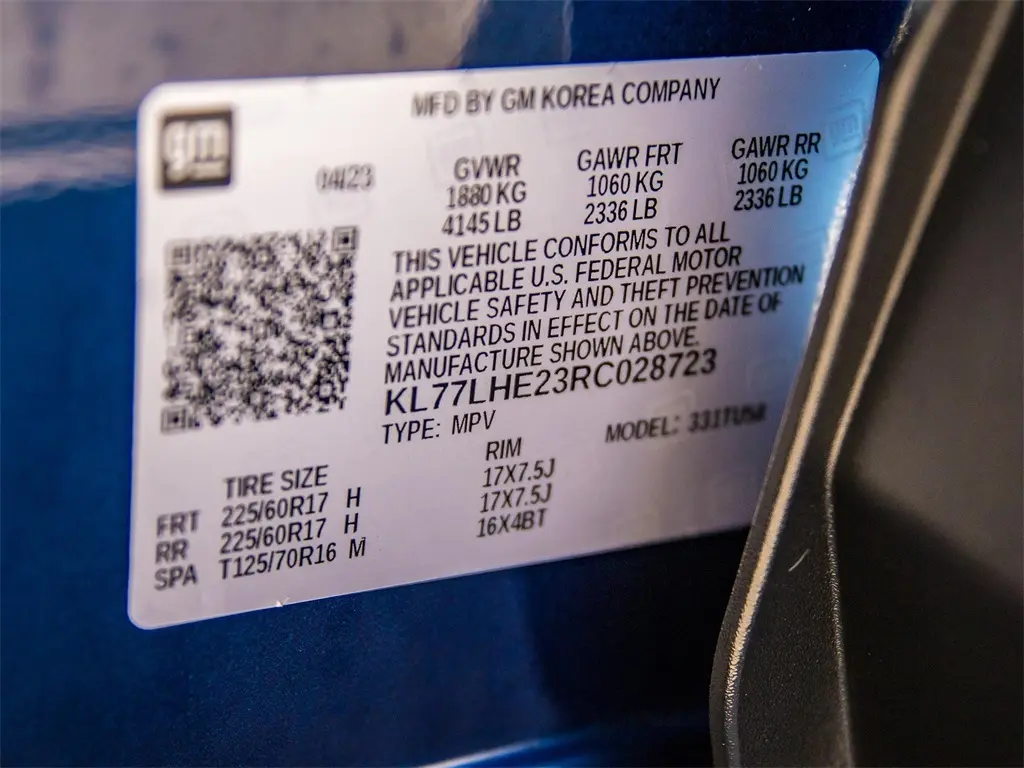 MFD BY GM KOREA COMPANY
gm
04/23
GVWR GAWR FRT GAWR RR
1880 KG 1060 KG 1060 KG
4145 LB 2336 LB 2336 LB
THIS VEHICLE CONFORMS TO ALL
APPLICABLE U.S. FEDERAL MOTOR
VEHICLE SAFETY AND THEFT PREVENTION
STANDARDS IN EFFECT ON THE DATE OF
MANUFACTURE SHOWN ABOVE.
KL77LHE23RC028723
TYPE: MPV MODEL: 331TU58
TIRE SIZE RIM
FRT 225/60R17 H 17X7.5J
RR 225/60R17 H 17X7.5J
SPA T125/70R16 M 16X4BT